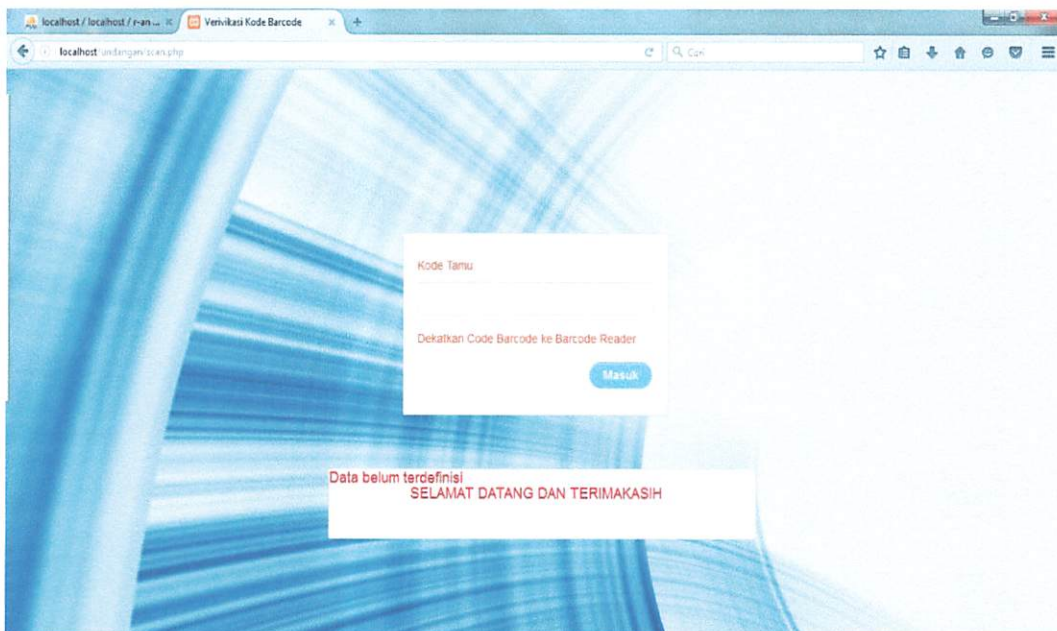 localhost / localhost / r-an ...
Verivikasi Kode Barcode
localhost/undangan/scan.php
Cari
Kode Tamu
Dekatkan Code Barcode ke Barcode Reader
Masuk
Data belum terdefinisi
SELAMAT DATANG DAN TERIMAKASIH